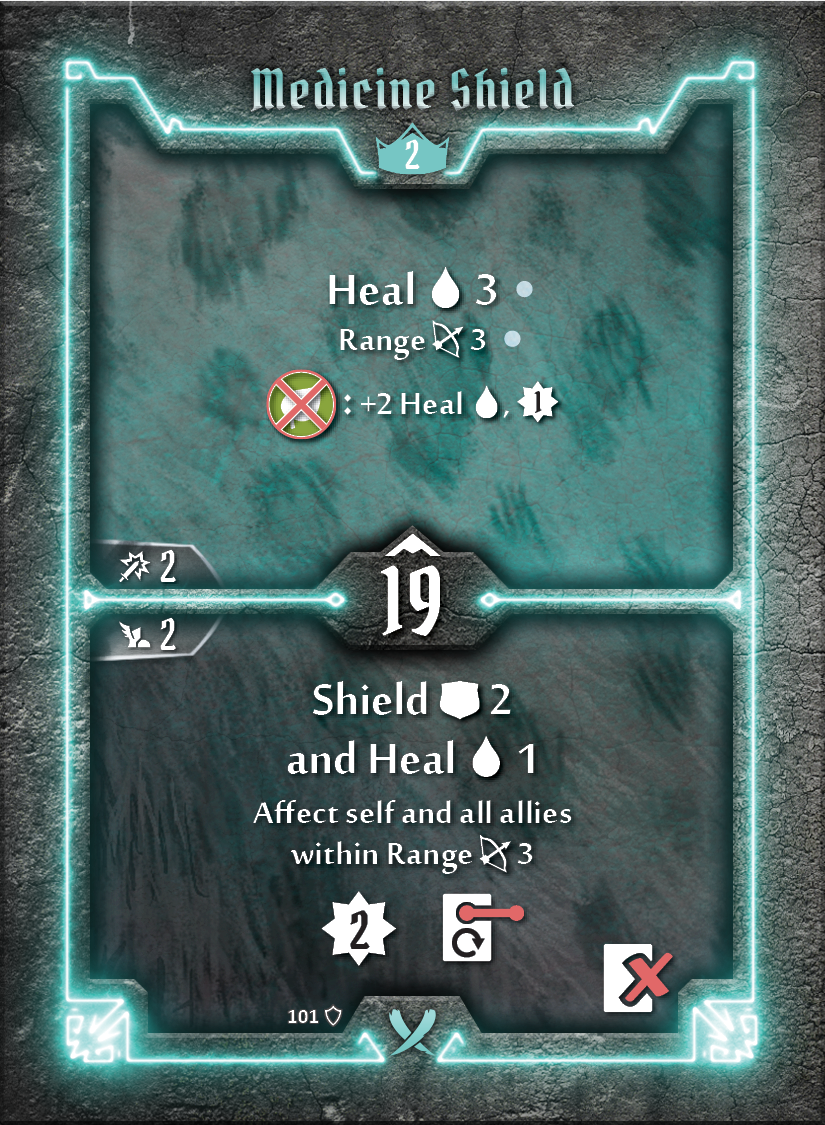 Medicine Shield
2
Heal 3
Range 3
: +2 Heal , 1
2
19
2
Shield 2
and Heal 1
Affect self and all allies
within Range 3
2
101